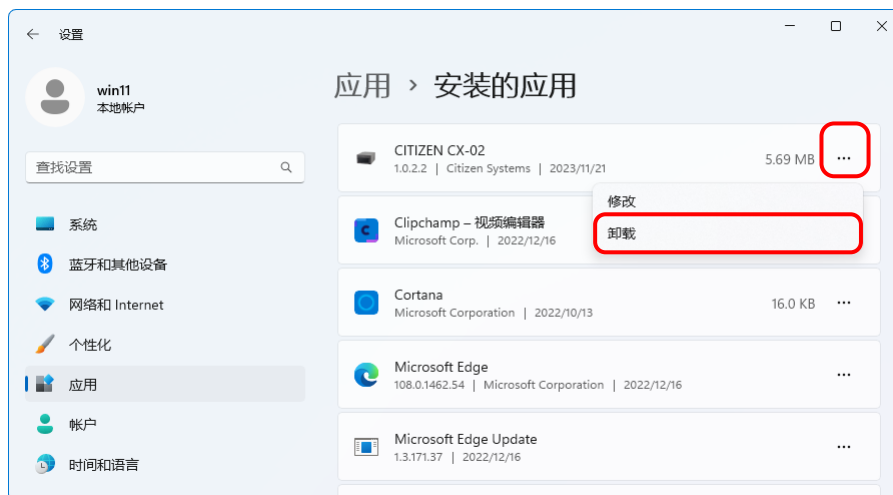 设置
win11
本地帐户
查找设置
系统
蓝牙和其他设备
网络和 Internet
个性化
应用
帐户
时间和语言
应用 › 安装的应用
CITIZEN CX-02
1.0.2.2 | Citizen Systems | 2023/11/21
5.69 MB
修改
卸载
Clipchamp – 视频编辑器
Microsoft Corp. | 2022/12/16
Cortana
Microsoft Corporation | 2022/10/13
16.0 KB
Microsoft Edge
108.0.1462.54 | Microsoft Corporation | 2022/12/16
Microsoft Edge Update
1.3.171.37 | 2022/12/16